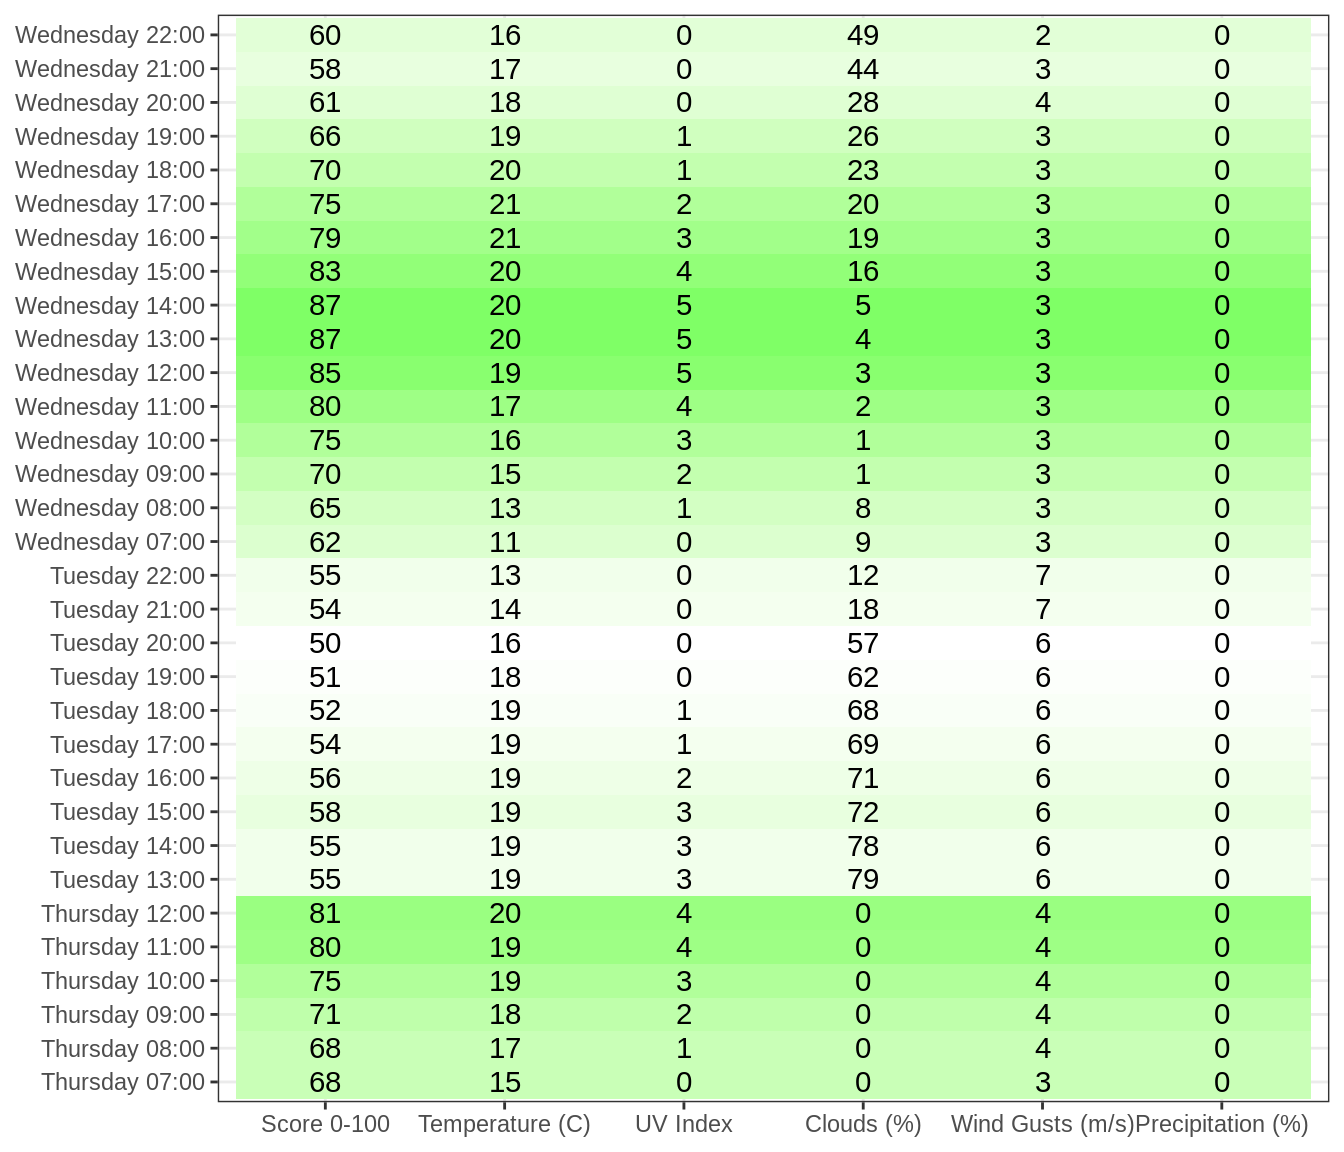 Wednesday 22:00 60 16 0 49 2 0
Wednesday 21:00 58 17 0 44 3 0
Wednesday 20:00 61 18 0 28 4 0
Wednesday 19:00 66 19 1 26 3 0
Wednesday 18:00 70 20 1 23 3 0
Wednesday 17:00 75 21 2 20 3 0
Wednesday 16:00 79 21 3 19 3 0
Wednesday 15:00 83 20 4 16 3 0
Wednesday 14:00 87 20 5 5 3 0
Wednesday 13:00 87 20 5 4 3 0
Wednesday 12:00 85 19 5 3 3 0
Wednesday 11:00 80 17 4 2 3 0
Wednesday 10:00 75 16 3 1 3 0
Wednesday 09:00 70 15 2 1 3 0
Wednesday 08:00 65 13 1 8 3 0
Wednesday 07:00 62 11 0 9 3 0
Tuesday 22:00 55 13 0 12 7 0
Tuesday 21:00 54 14 0 18 7 0
Tuesday 20:00 50 16 0 57 6 0
Tuesday 19:00 51 18 0 62 6 0
Tuesday 18:00 52 19 1 68 6 0
Tuesday 17:00 54 19 1 69 6 0
Tuesday 16:00 56 19 2 71 6 0
Tuesday 15:00 58 19 3 72 6 0
Tuesday 14:00 55 19 3 78 6 0
Tuesday 13:00 55 19 3 79 6 0
Thursday 12:00 81 20 4 0 4 0
Thursday 11:00 80 19 4 0 4 0
Thursday 10:00 75 19 3 0 4 0
Thursday 09:00 71 18 2 0 4 0
Thursday 08:00 68 17 1 0 4 0
Thursday 07:00 68 15 0 0 3 0
Score 0-100 Temperature (C) UV Index Clouds (%) Wind Gusts (m/s) Precipitation (%)